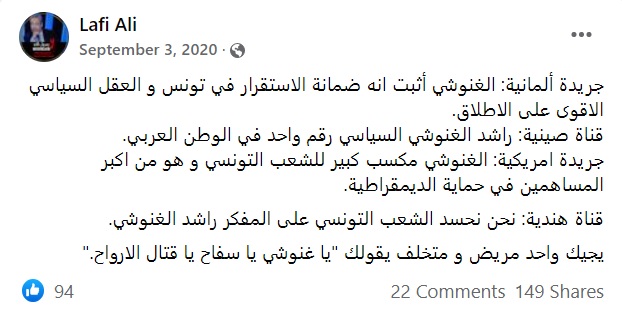 Lafi Ali
September 3, 2020
جريدة ألمانية: الغنوشي أثبت انه ضمانة الاستقرار في تونس و العقل السياسي
الاقوى على الاطلاق.
قناة صينية: راشد الغنوشي السياسي رقم واحد في الوطن العربي.
جريدة امريكية: الغنوشي مكسب كبير للشعب التونسي و هو من اكبر
المساهمين في حماية الديمقراطية.
قناة هندية: نحن نحسد الشعب التونسي على المفكر راشد الغنوشي.
يجيك واحد مريض و متخلف يقولك "يا غنوشي يا سفاح يا قتال الارواح."
94
22 Comments 149 Shares